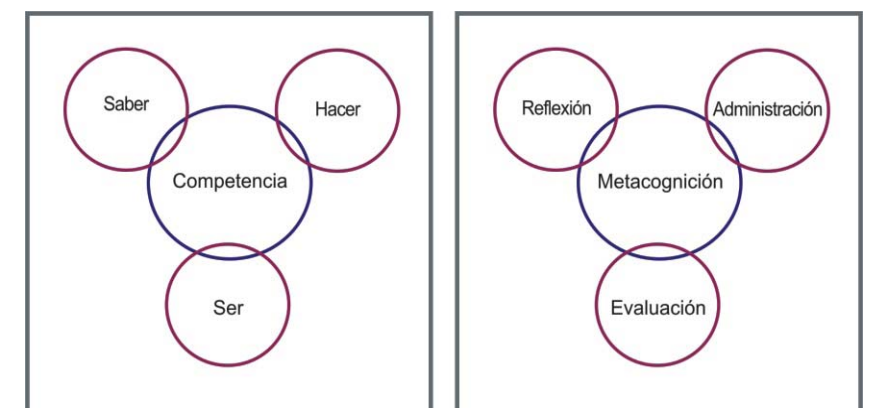 Saber
Hacer
Competencia
Ser
Reflexión
Administración
Metacognición
Evaluación